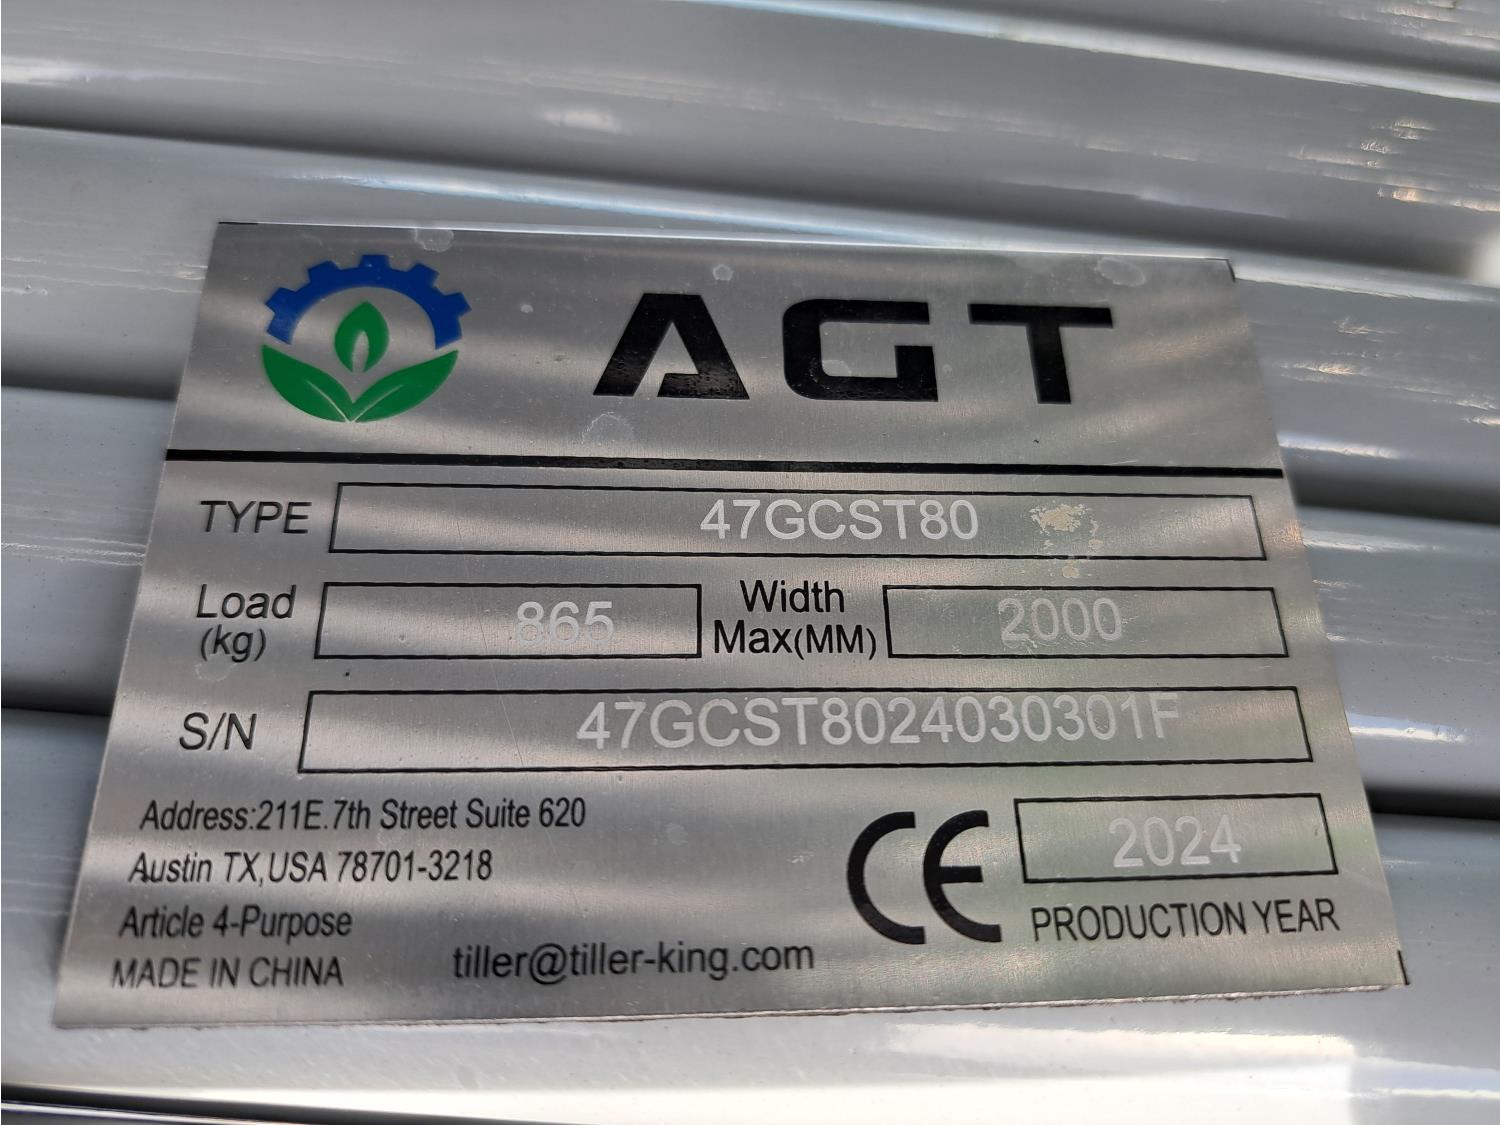 AGT
TYPE 47GCST80
Load (kg) 865 Width Max(MM) 2000
S/N 47GCST8024030301F
Address:211E.7th Street Suite 620
Austin TX,USA 78701-3218
Article 4-Purpose
MADE IN CHINA
tiller@tiller-king.com
CE
2024
PRODUCTION YEAR